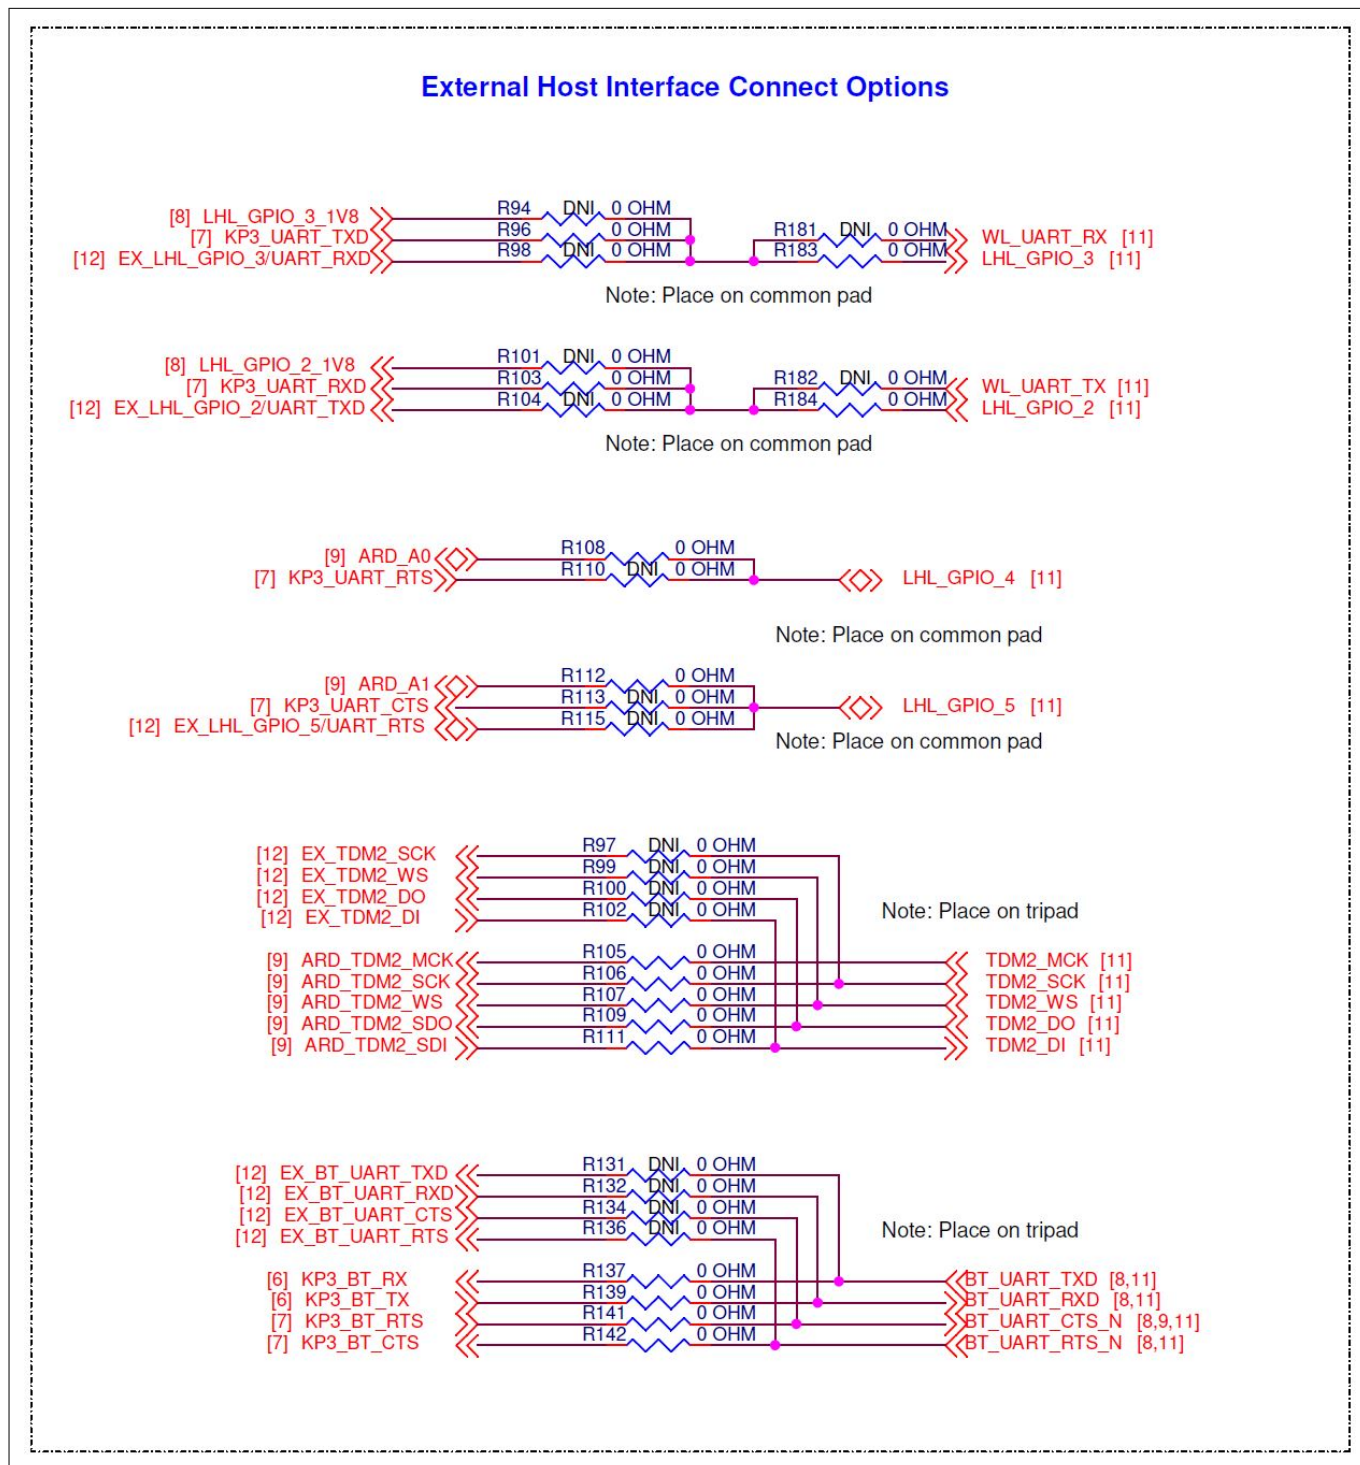 External Host Interface Connect Options
[8] LHL_GPIO_3_1V8 R94 DNI 0 OHM
[7] KP3_UART_TXD R96 0 OHM R181 DNI 0 OHM WL_UART_RX [11]
[12] EX_LHL_GPIO_3/UART_RXD R98 DNI 0 OHM R183 0 OHM LHL_GPIO_3 [11]
Note: Place on common pad
[8] LHL_GPIO_2_1V8 R101 DNI 0 OHM
[7] KP3_UART_RXD R103 0 OHM R182 DNI 0 OHM WL_UART_TX [11]
[12] EX_LHL_GPIO_2/UART_TXD R104 DNI 0 OHM R184 0 OHM LHL_GPIO_2 [11]
Note: Place on common pad
[9] ARD_A0 R108 0 OHM
[7] KP3_UART_RTS R110 DNI 0 OHM LHL_GPIO_4 [11]
Note: Place on common pad
[9] ARD_A1 R112 0 OHM
[7] KP3_UART_CTS R113 DNI 0 OHM LHL_GPIO_5 [11]
[12] EX_LHL_GPIO_5/UART_RTS R115 DNI 0 OHM
Note: Place on common pad
[12] EX_TDM2_SCK R97 DNI 0 OHM
[12] EX_TDM2_WS R99 DNI 0 OHM
[12] EX_TDM2_DO R100 DNI 0 OHM
[12] EX_TDM2_DI R102 DNI 0 OHM
Note: Place on tripad
[9] ARD_TDM2_MCK R105 0 OHM TDM2_MCK [11]
[9] ARD_TDM2_SCK R106 0 OHM TDM2_SCK [11]
[9] ARD_TDM2_WS R107 0 OHM TDM2_WS [11]
[9] ARD_TDM2_SDO R109 0 OHM TDM2_DO [11]
[9] ARD_TDM2_SDI R111 0 OHM TDM2_DI [11]
[12] EX_BT_UART_TXD R131 DNI 0 OHM
[12] EX_BT_UART_RXD R132 DNI 0 OHM
[12] EX_BT_UART_CTS R134 DNI 0 OHM
[12] EX_BT_UART_RTS R136 DNI 0 OHM
Note: Place on tripad
[6] KP3_BT_RX R137 0 OHM BT_UART_TXD [8,11]
[6] KP3_BT_TX R139 0 OHM BT_UART_RXD [8,11]
[7] KP3_BT_RTS R141 0 OHM BT_UART_CTS_N [8,9,11]
[7] KP3_BT_CTS R142 0 OHM BT_UART_RTS_N [8,11]